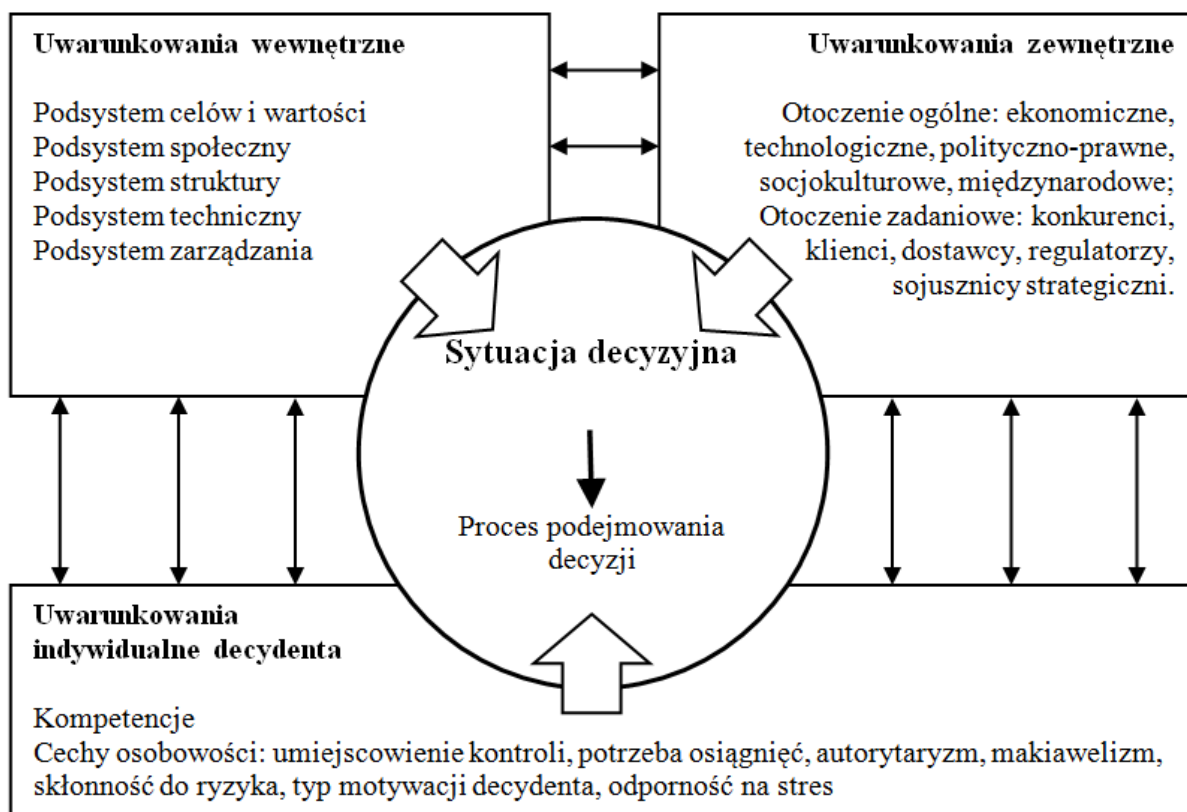 Uwarunkowania wewnętrzne
Podsystem celów i wartości
Podsystem społeczny
Podsystem struktury
Podsystem techniczny
Podsystem zarządzania
Uwarunkowania zewnętrzne
Otoczenie ogólne: ekonomiczne,
technologiczne, polityczno-prawne,
socjokulturowe, międzynarodowe;
Otoczenie zadaniowe: konkurenci,
klienci, dostawcy, regulatorzy,
sojusznicy strategiczni.
Sytuacja decyzyjna
Proces podejmowania
decyzji
Uwarunkowania
indywidualne decydenta
Kompetencje
Cechy osobowości: umiejscowienie kontroli, potrzeba osiągnięć, autorytaryzm, makiawelizm,
skłonność do ryzyka, typ motywacji decydenta, odporność na stres